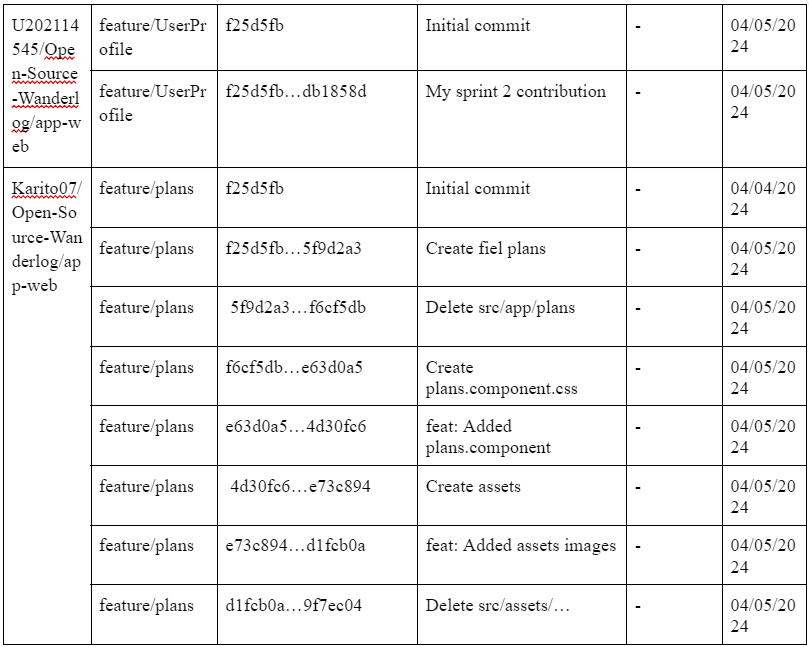 U202114545/Open-Source-Wanderlog/app-web | feature/UserProfile | f25d5fb | Initial commit | - | 04/05/2024
feature/UserProfile | f25d5fb…db1858d | My sprint 2 contribution | - | 04/05/2024
Karito07/Open-Source-Wanderlog/app-web | feature/plans | f25d5fb | Initial commit | - | 04/04/2024
feature/plans | f25d5fb…5f9d2a3 | Create fiel plans | - | 04/05/2024
feature/plans | 5f9d2a3…f6cf5db | Delete src/app/plans | - | 04/05/2024
feature/plans | f6cf5db…e63d0a5 | Create plans.component.css | - | 04/05/2024
feature/plans | e63d0a5…4d30fc6 | feat: Added plans.component | - | 04/05/2024
feature/plans | 4d30fc6…e73c894 | Create assets | - | 04/05/2024
feature/plans | e73c894…d1fcb0a | feat: Added assets images | - | 04/05/2024
feature/plans | d1fcb0a…9f7ec04 | Delete src/assets/… | - | 04/05/2024